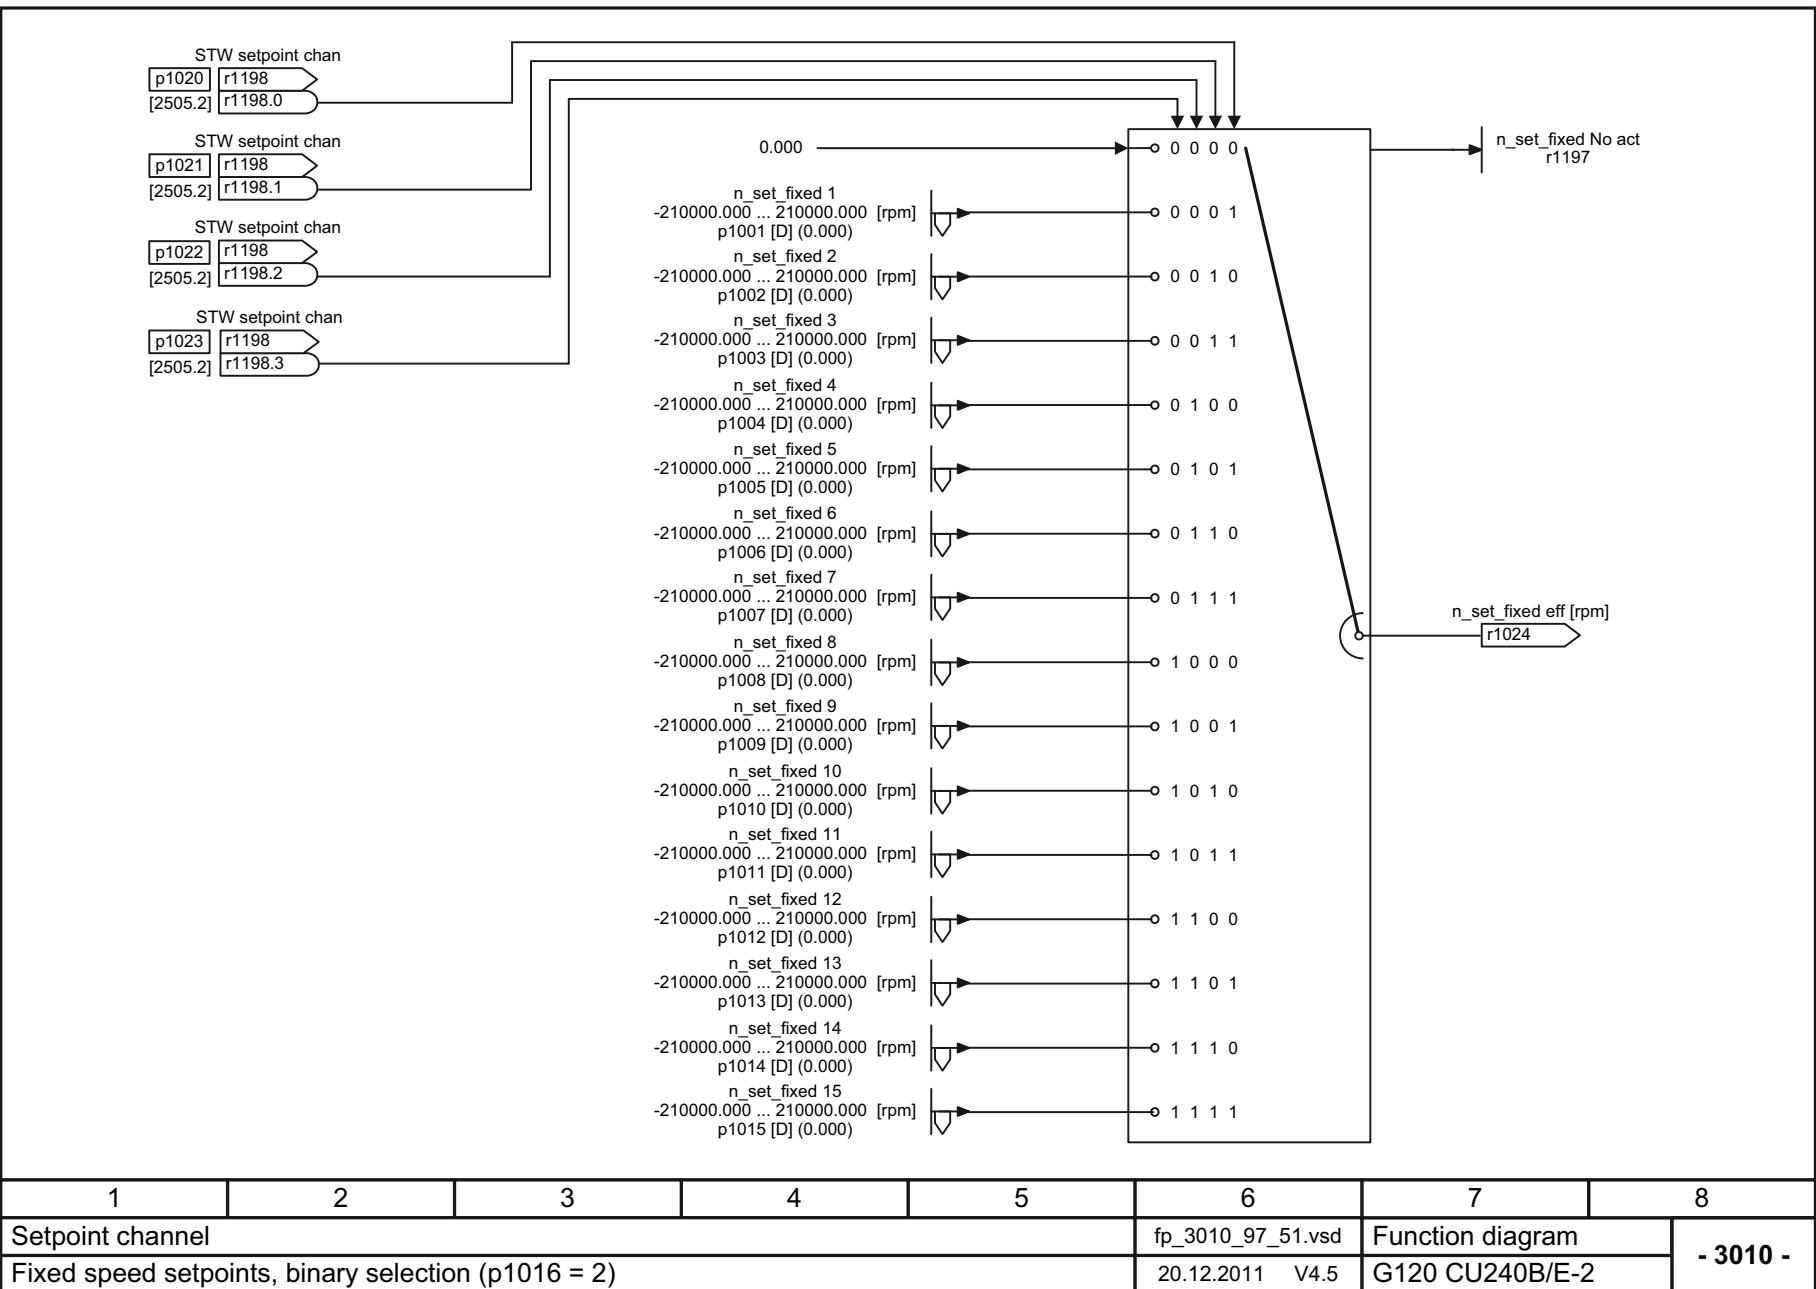 STW setpoint chan
p1020 r1198
[2505.2] r1198.0
STW setpoint chan
p1021 r1198
[2505.2] r1198.1
STW setpoint chan
p1022 r1198
[2505.2] r1198.2
STW setpoint chan
p1023 r1198
[2505.2] r1198.3
0.000
0 0 0 0
n_set_fixed No act
r1197
n_set_fixed 1
-210000.000 ... 210000.000 [rpm]
0 0 0 1
p1001 [D] (0.000)
n_set_fixed 2
-210000.000 ... 210000.000 [rpm]
0 0 1 0
p1002 [D] (0.000)
n_set_fixed 3
-210000.000 ... 210000.000 [rpm]
0 0 1 1
p1003 [D] (0.000)
n_set_fixed 4
-210000.000 ... 210000.000 [rpm]
0 1 0 0
p1004 [D] (0.000)
n_set_fixed 5
-210000.000 ... 210000.000 [rpm]
0 1 0 1
p1005 [D] (0.000)
n_set_fixed 6
-210000.000 ... 210000.000 [rpm]
0 1 1 0
p1006 [D] (0.000)
n_set_fixed 7
-210000.000 ... 210000.000 [rpm]
0 1 1 1
p1007 [D] (0.000)
n_set_fixed eff [rpm]
r1024
n_set_fixed 8
-210000.000 ... 210000.000 [rpm]
1 0 0 0
p1008 [D] (0.000)
n_set_fixed 9
-210000.000 ... 210000.000 [rpm]
1 0 0 1
p1009 [D] (0.000)
n_set_fixed 10
-210000.000 ... 210000.000 [rpm]
1 0 1 0
p1010 [D] (0.000)
n_set_fixed 11
-210000.000 ... 210000.000 [rpm]
1 0 1 1
p1011 [D] (0.000)
n_set_fixed 12
-210000.000 ... 210000.000 [rpm]
1 1 0 0
p1012 [D] (0.000)
n_set_fixed 13
-210000.000 ... 210000.000 [rpm]
1 1 0 1
p1013 [D] (0.000)
n_set_fixed 14
-210000.000 ... 210000.000 [rpm]
1 1 1 0
p1014 [D] (0.000)
n_set_fixed 15
-210000.000 ... 210000.000 [rpm]
1 1 1 1
p1015 [D] (0.000)
1 2 3 4 5 6 7 8
Setpoint channel
fp_3010_97_51.vsd
Function diagram
- 3010 -
Fixed speed setpoints, binary selection (p1016 = 2)
20.12.2011 V4.5
G120 CU240B/E-2